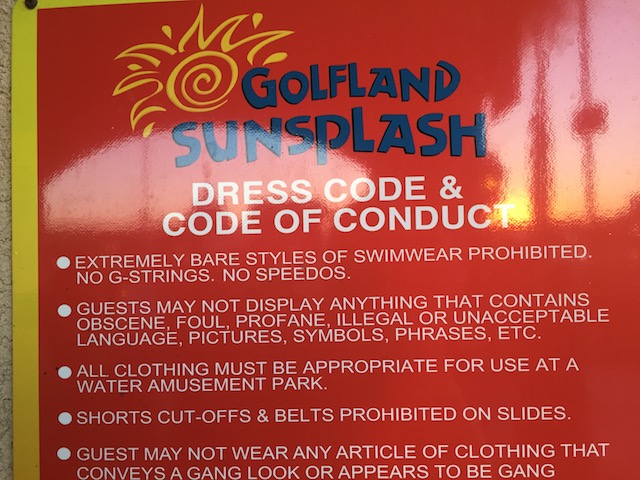 GOLFLAND
SUNSPLASH
DRESS CODE &
CODE OF CONDUCT
● EXTREMELY BARE STYLES OF SWIMWEAR PROHIBITED.
NO G-STRINGS. NO SPEEDOS.
● GUESTS MAY NOT DISPLAY ANYTHING THAT CONTAINS
OBSCENE, FOUL, PROFANE, ILLEGAL OR UNACCEPTABLE
LANGUAGE, PICTURES, SYMBOLS, PHRASES, ETC.
● ALL CLOTHING MUST BE APPROPRIATE FOR USE AT A
WATER AMUSEMENT PARK.
● SHORTS CUT-OFFS & BELTS PROHIBITED ON SLIDES.
● GUEST MAY NOT WEAR ANY ARTICLE OF CLOTHING THAT
CONVEYS A GANG LOOK OR APPEARS TO BE GANG